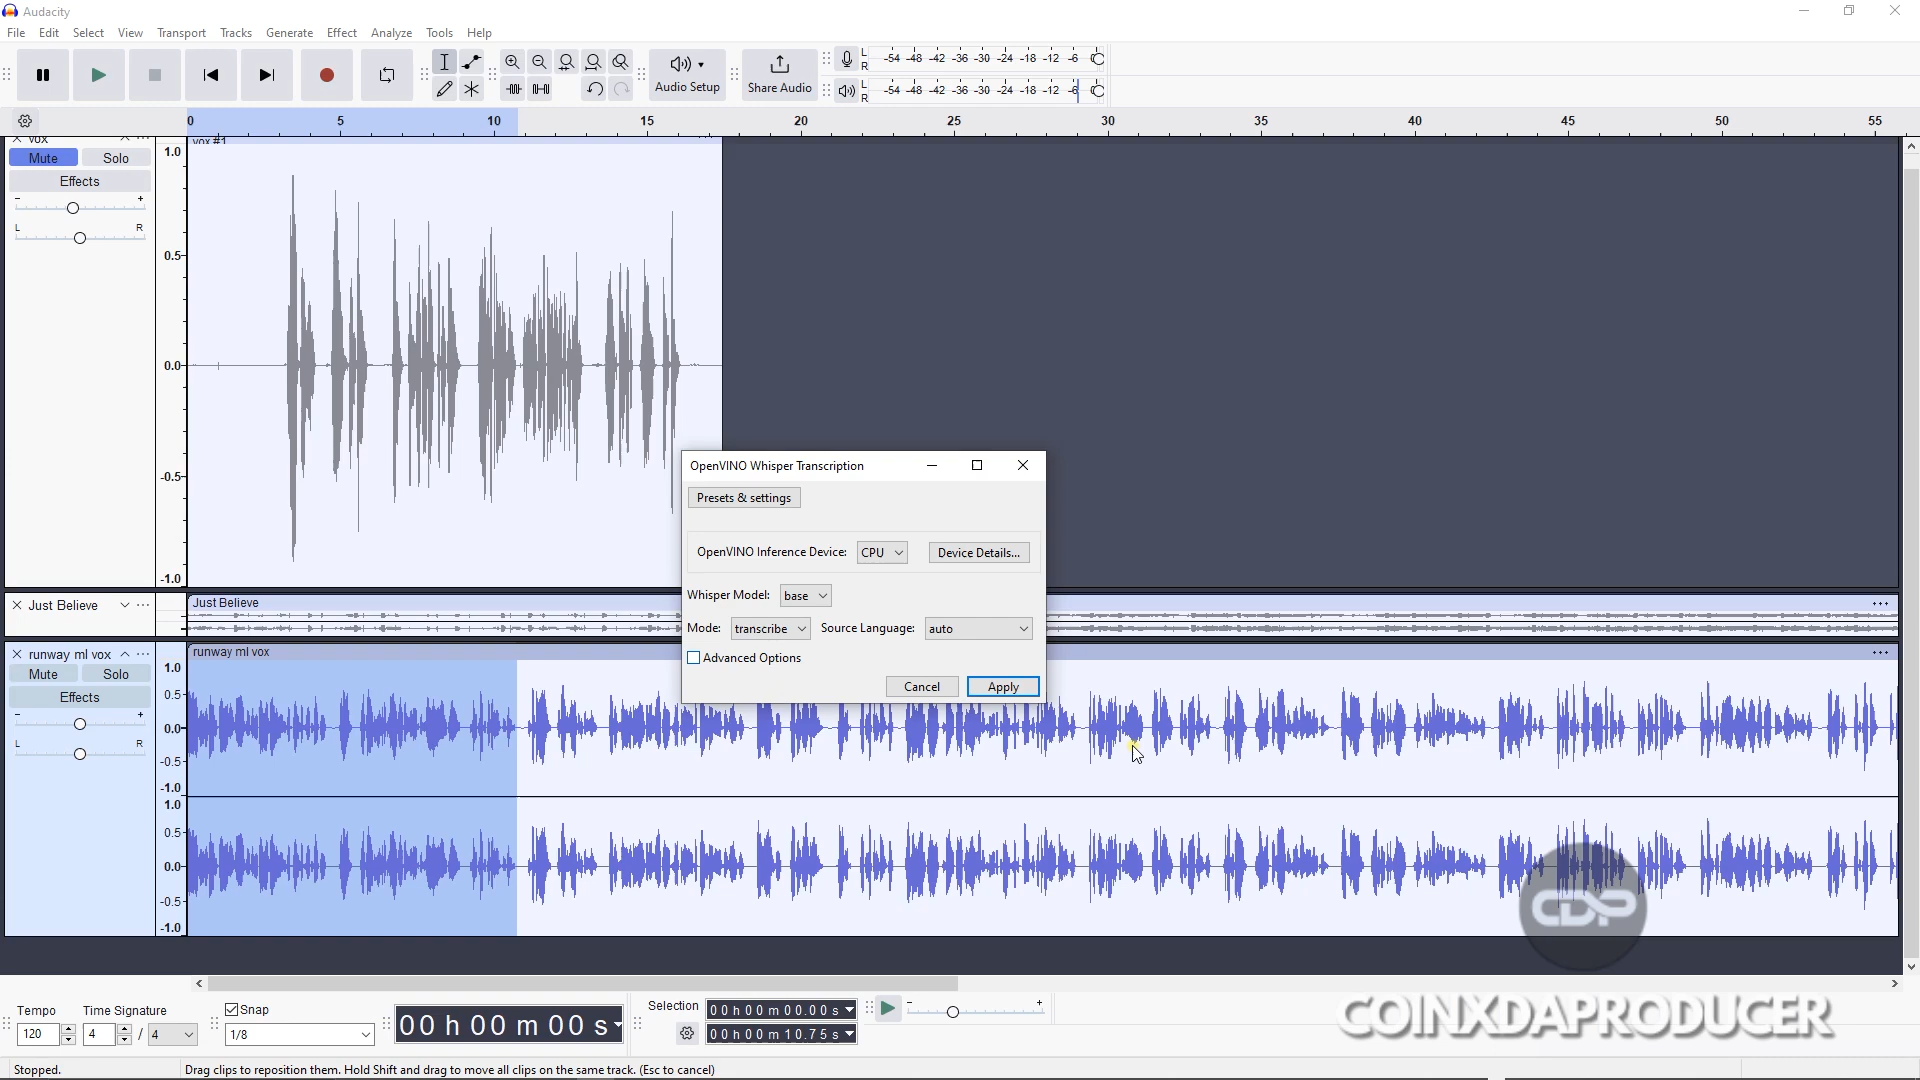 Audacity
File Edit Select View Transport Tracks Generate Effect Analyze Tools Help
Audio Setup
Share Audio
L
R
-54 -48 -42 -36 -30 -24 -18 -12 -6 0
L
R
-54 -48 -42 -36 -30 -24 -18 -12 -6 0
0 5 10 15 20 25 30 35 40 45 50 55
vox
vox #1
Mute Solo
Effects
- +
L R
1.0
0.5
0.0
-0.5
-1.0
OpenVINO Whisper Transcription
Presets & settings
OpenVINO Inference Device: CPU Device Details...
Whisper Model: base
Mode: transcribe Source Language: auto
Advanced Options
Cancel Apply
Just Believe
Just Believe
runway ml vox
runway ml vox
Mute Solo
Effects
- +
L R
1.0
0.5
0.0
-0.5
-1.0
1.0
0.5
0.0
-0.5
-1.0
CDP
COINXDAPRODUCER
Tempo
120
Time Signature
4 / 4
Snap
1/8
00 h 00 m 00 s
Selection
00 h 00 m 00.00 s
00 h 00 m 10.75 s
- +
Stopped.
Drag clips to reposition them. Hold Shift and drag to move all clips on the same track. (Esc to cancel)